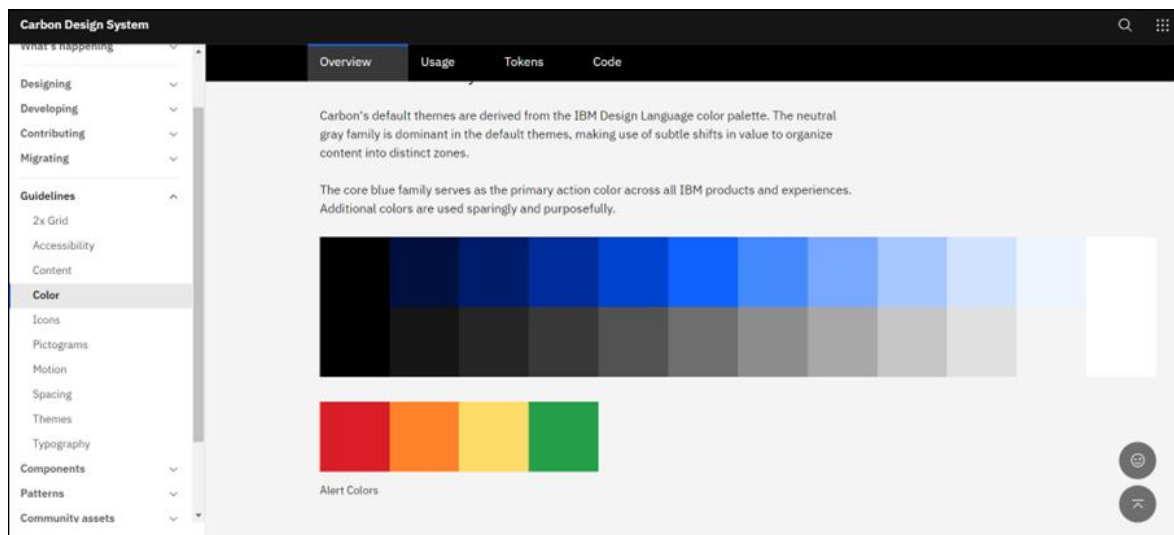 Carbon Design System
What's happening
Designing
Developing
Contributing
Migrating
Guidelines
2x Grid
Accessibility
Content
Color
Icons
Pictograms
Motion
Spacing
Themes
Typography
Components
Patterns
Community assets
Overview Usage Tokens Code
Carbon's default themes are derived from the IBM Design Language color palette. The neutral
gray family is dominant in the default themes, making use of subtle shifts in value to organize
content into distinct zones.
The core blue family serves as the primary action color across all IBM products and experiences.
Additional colors are used sparingly and purposefully.
Alert Colors